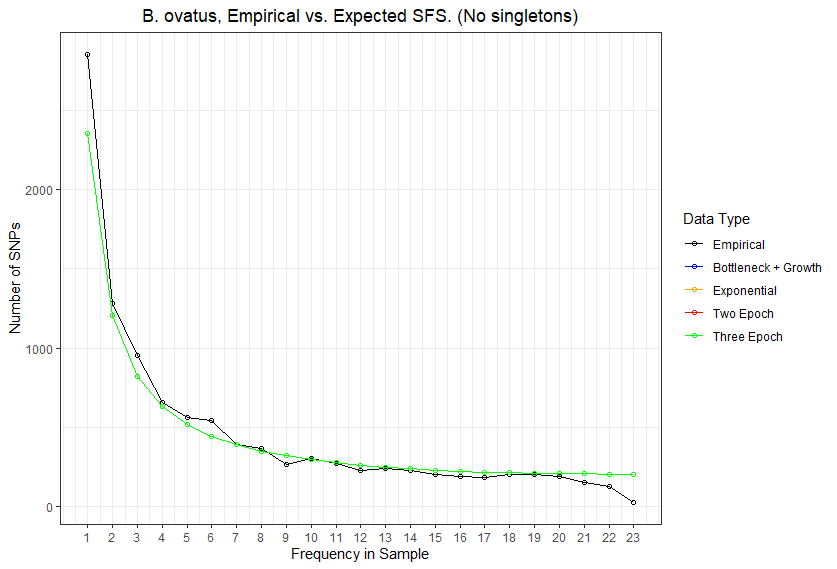 B. ovatus, Empirical vs. Expected SFS. (No singletons)
Number of SNPs
2000
1000
0
1 2 3 4 5 6 7 8 9 10 11 12 13 14 15 16 17 18 19 20 21 22 23
Frequency in Sample
Data Type
Empirical
Bottleneck + Growth
Exponential
Two Epoch
Three Epoch